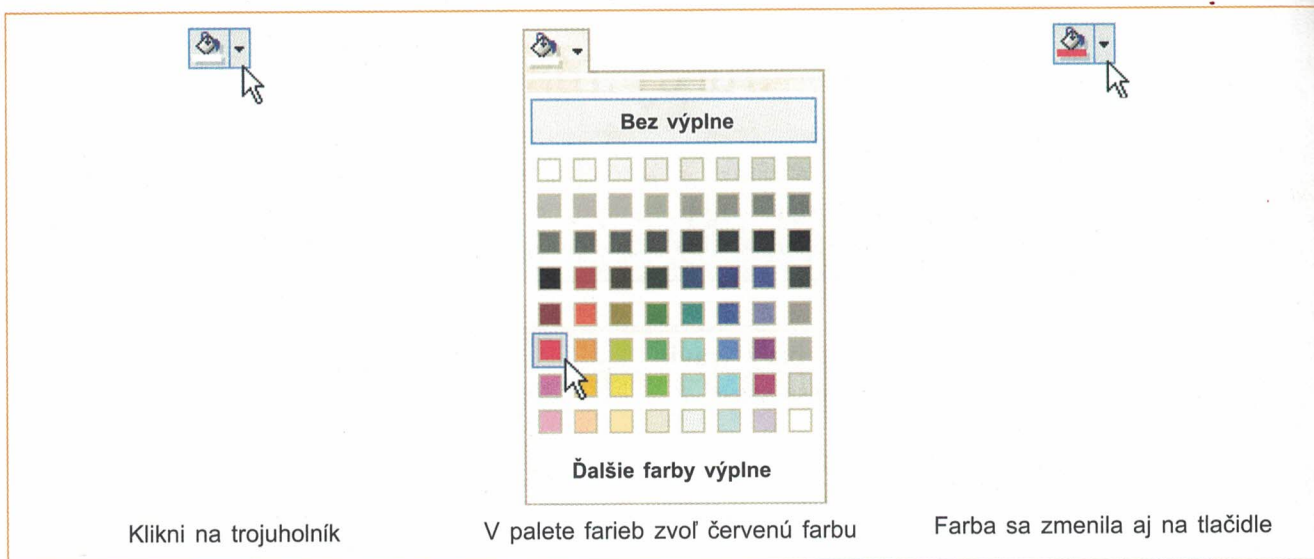 Bez výplne
Ďalšie farby výplne
Klikni na trojuholník
V palete farieb zvoľ červenú farbu
Farba sa zmenila aj na tlačidle